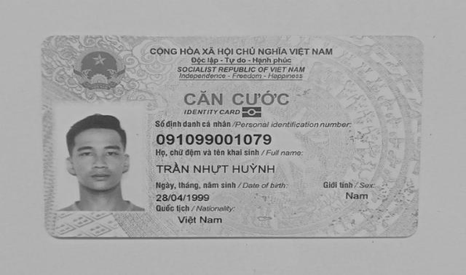 CỘNG HÒA XÃ HỘI CHỦ NGHĨA VIỆT NAM
Độc lập - Tự do - Hạnh phúc
SOCIALIST REPUBLIC OF VIET NAM
Independence - Freedom - Happiness
CĂN CƯỚC
IDENTITY CARD
Số định danh cá nhân /Personal identification number:
091099001079
Họ, chữ đệm và tên khai sinh / Full name:
TRẦN NHỰT HUỲNH
Ngày, tháng, năm sinh / Date of birth: Giới tính / Sex:
28/04/1999 Nam
Quốc tịch / Nationality:
Việt Nam